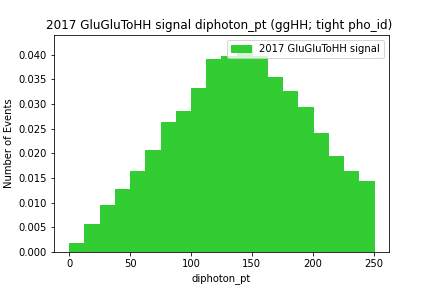 2017 GluGluToHH signal diphoton_pt (ggHH; tight pho_id)
2017 GluGluToHH signal
Number of Events
0.040
0.035
0.030
0.025
0.020
0.015
0.010
0.005
0.000
0 50 100 150 200 250
diphoton_pt